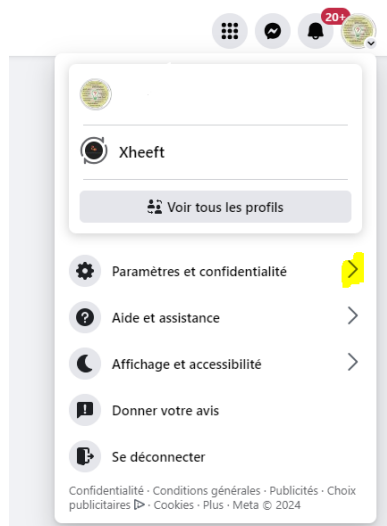 20+
Xheeft
Voir tous les profils
Paramètres et confidentialité
Aide et assistance
Affichage et accessibilité
Donner votre avis
Se déconnecter
Confidentialité · Conditions générales · Publicités · Choix
publicitaires · Cookies · Plus · Meta © 2024